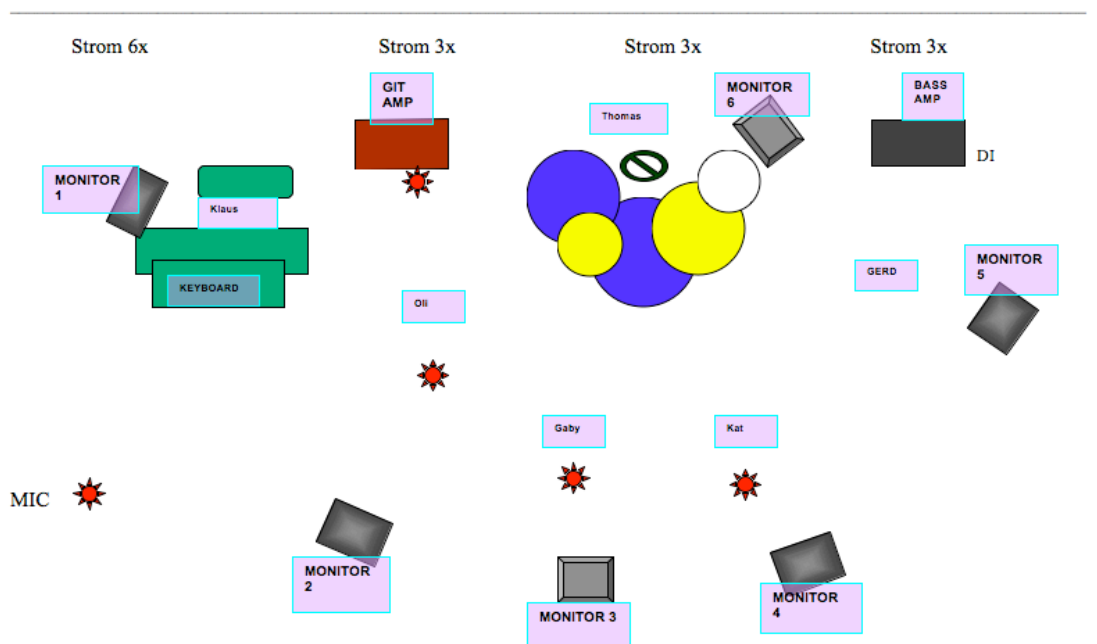 Strom 6x
Strom 3x
Strom 3x
Strom 3x
GIT
AMP
MONITOR
6
BASS
AMP
Thomas
DI
MONITOR
1
Klaus
KEYBOARD
Oli
GERD
MONITOR
5
Gaby
Kat
MIC
MONITOR
2
MONITOR 3
MONITOR
4